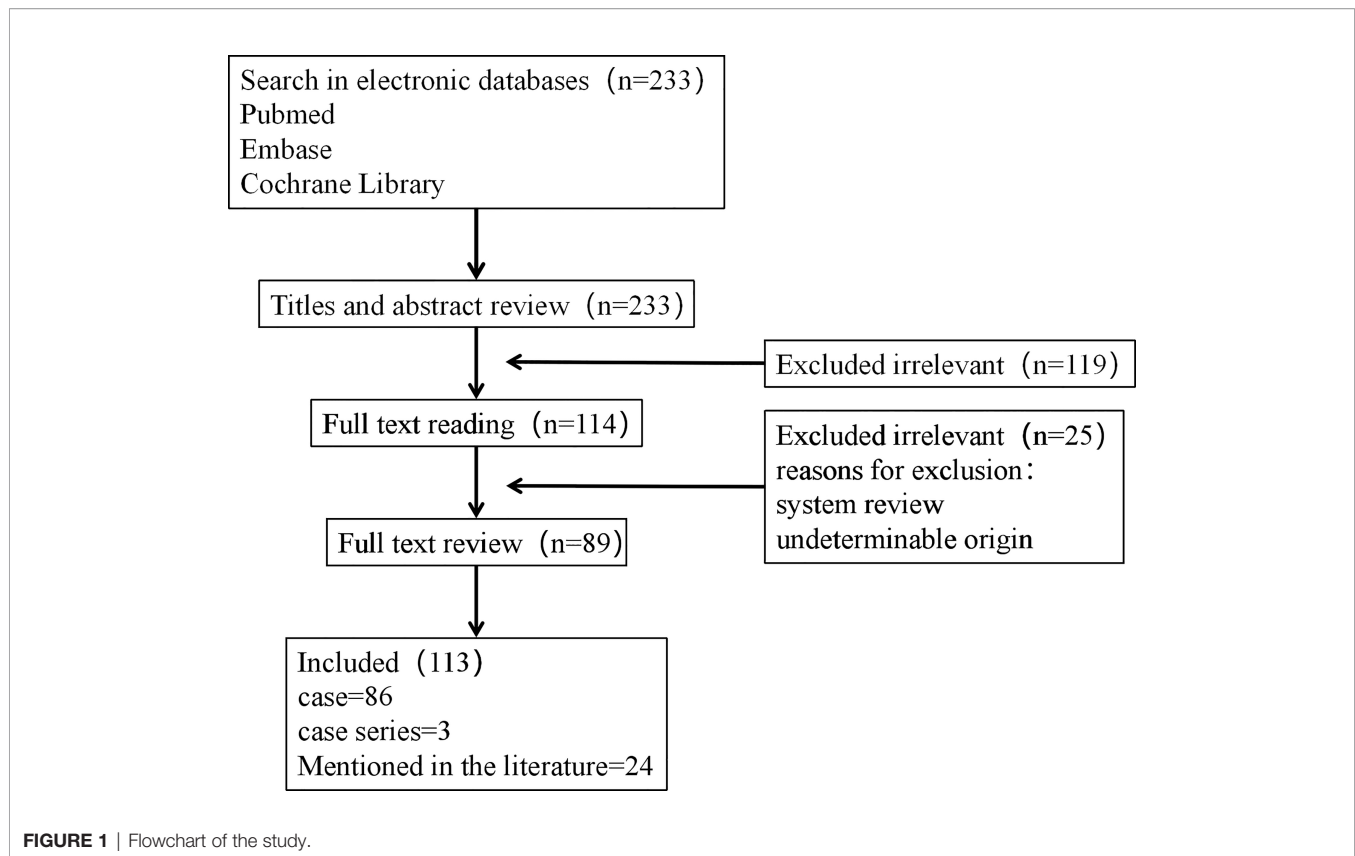 Search in electronic databases（n=233）
Pubmed
Embase
Cochrane Library
Titles and abstract review（n=233）
Excluded irrelevant（n=119）
Full text reading（n=114）
Excluded irrelevant（n=25）
reasons for exclusion：
system review
undeterminable origin
Full text review（n=89）
Included（113）
case=86
case series=3
Mentioned in the literature=24
FIGURE 1 | Flowchart of the study.